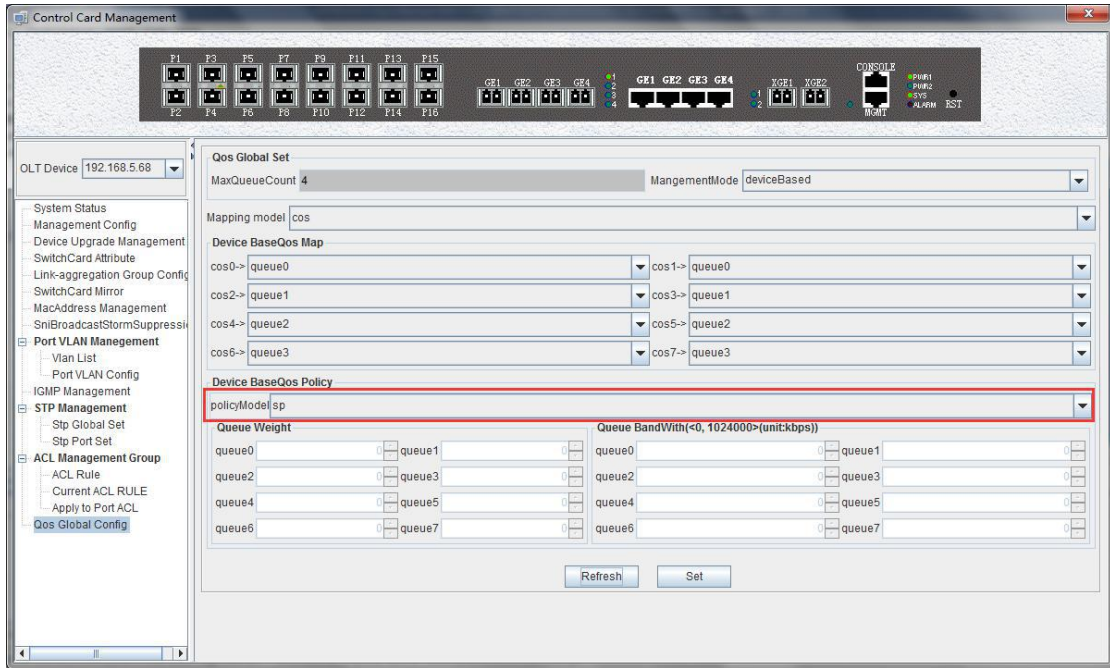 Control Card Management
P1 P3 P5 P7 P9 P11 P13 P15
P2 P4 P6 P8 P10 P12 P14 P16
GE1 GE2 GE3 GE4
1
2
3
4
GE1 GE2 GE3 GE4
1
2
XGE1 XGE2
CONSOLE
MGMT
PWR1
PWR2
SYS
ALARM
RST
OLT Device 192.168.5.68
System Status
Management Config
Device Upgrade Management
SwitchCard Attribute
Link-aggregation Group Config
SwitchCard Mirror
MacAddress Management
SniBroadcastStormSuppressi
Port VLAN Manegement
Vlan List
Port VLAN Config
IGMP Management
STP Management
Stp Global Set
Stp Port Set
ACL Management Group
ACL Rule
Current ACL RULE
Apply to Port ACL
Qos Global Config
Qos Global Set
MaxQueueCount 4 MangementMode deviceBased
Mapping model cos
Device BaseQos Map
cos0-> queue0 cos1-> queue0
cos2-> queue1 cos3-> queue1
cos4-> queue2 cos5-> queue2
cos6-> queue3 cos7-> queue3
Device BaseQos Policy
policyModel sp
Queue Weight Queue BandWith(<0, 1024000>(unit:kbps))
queue0 0 queue1 0 queue0 0 queue1 0
queue2 0 queue3 0 queue2 0 queue3 0
queue4 0 queue5 0 queue4 0 queue5 0
queue6 0 queue7 0 queue6 0 queue7 0
Refresh Set